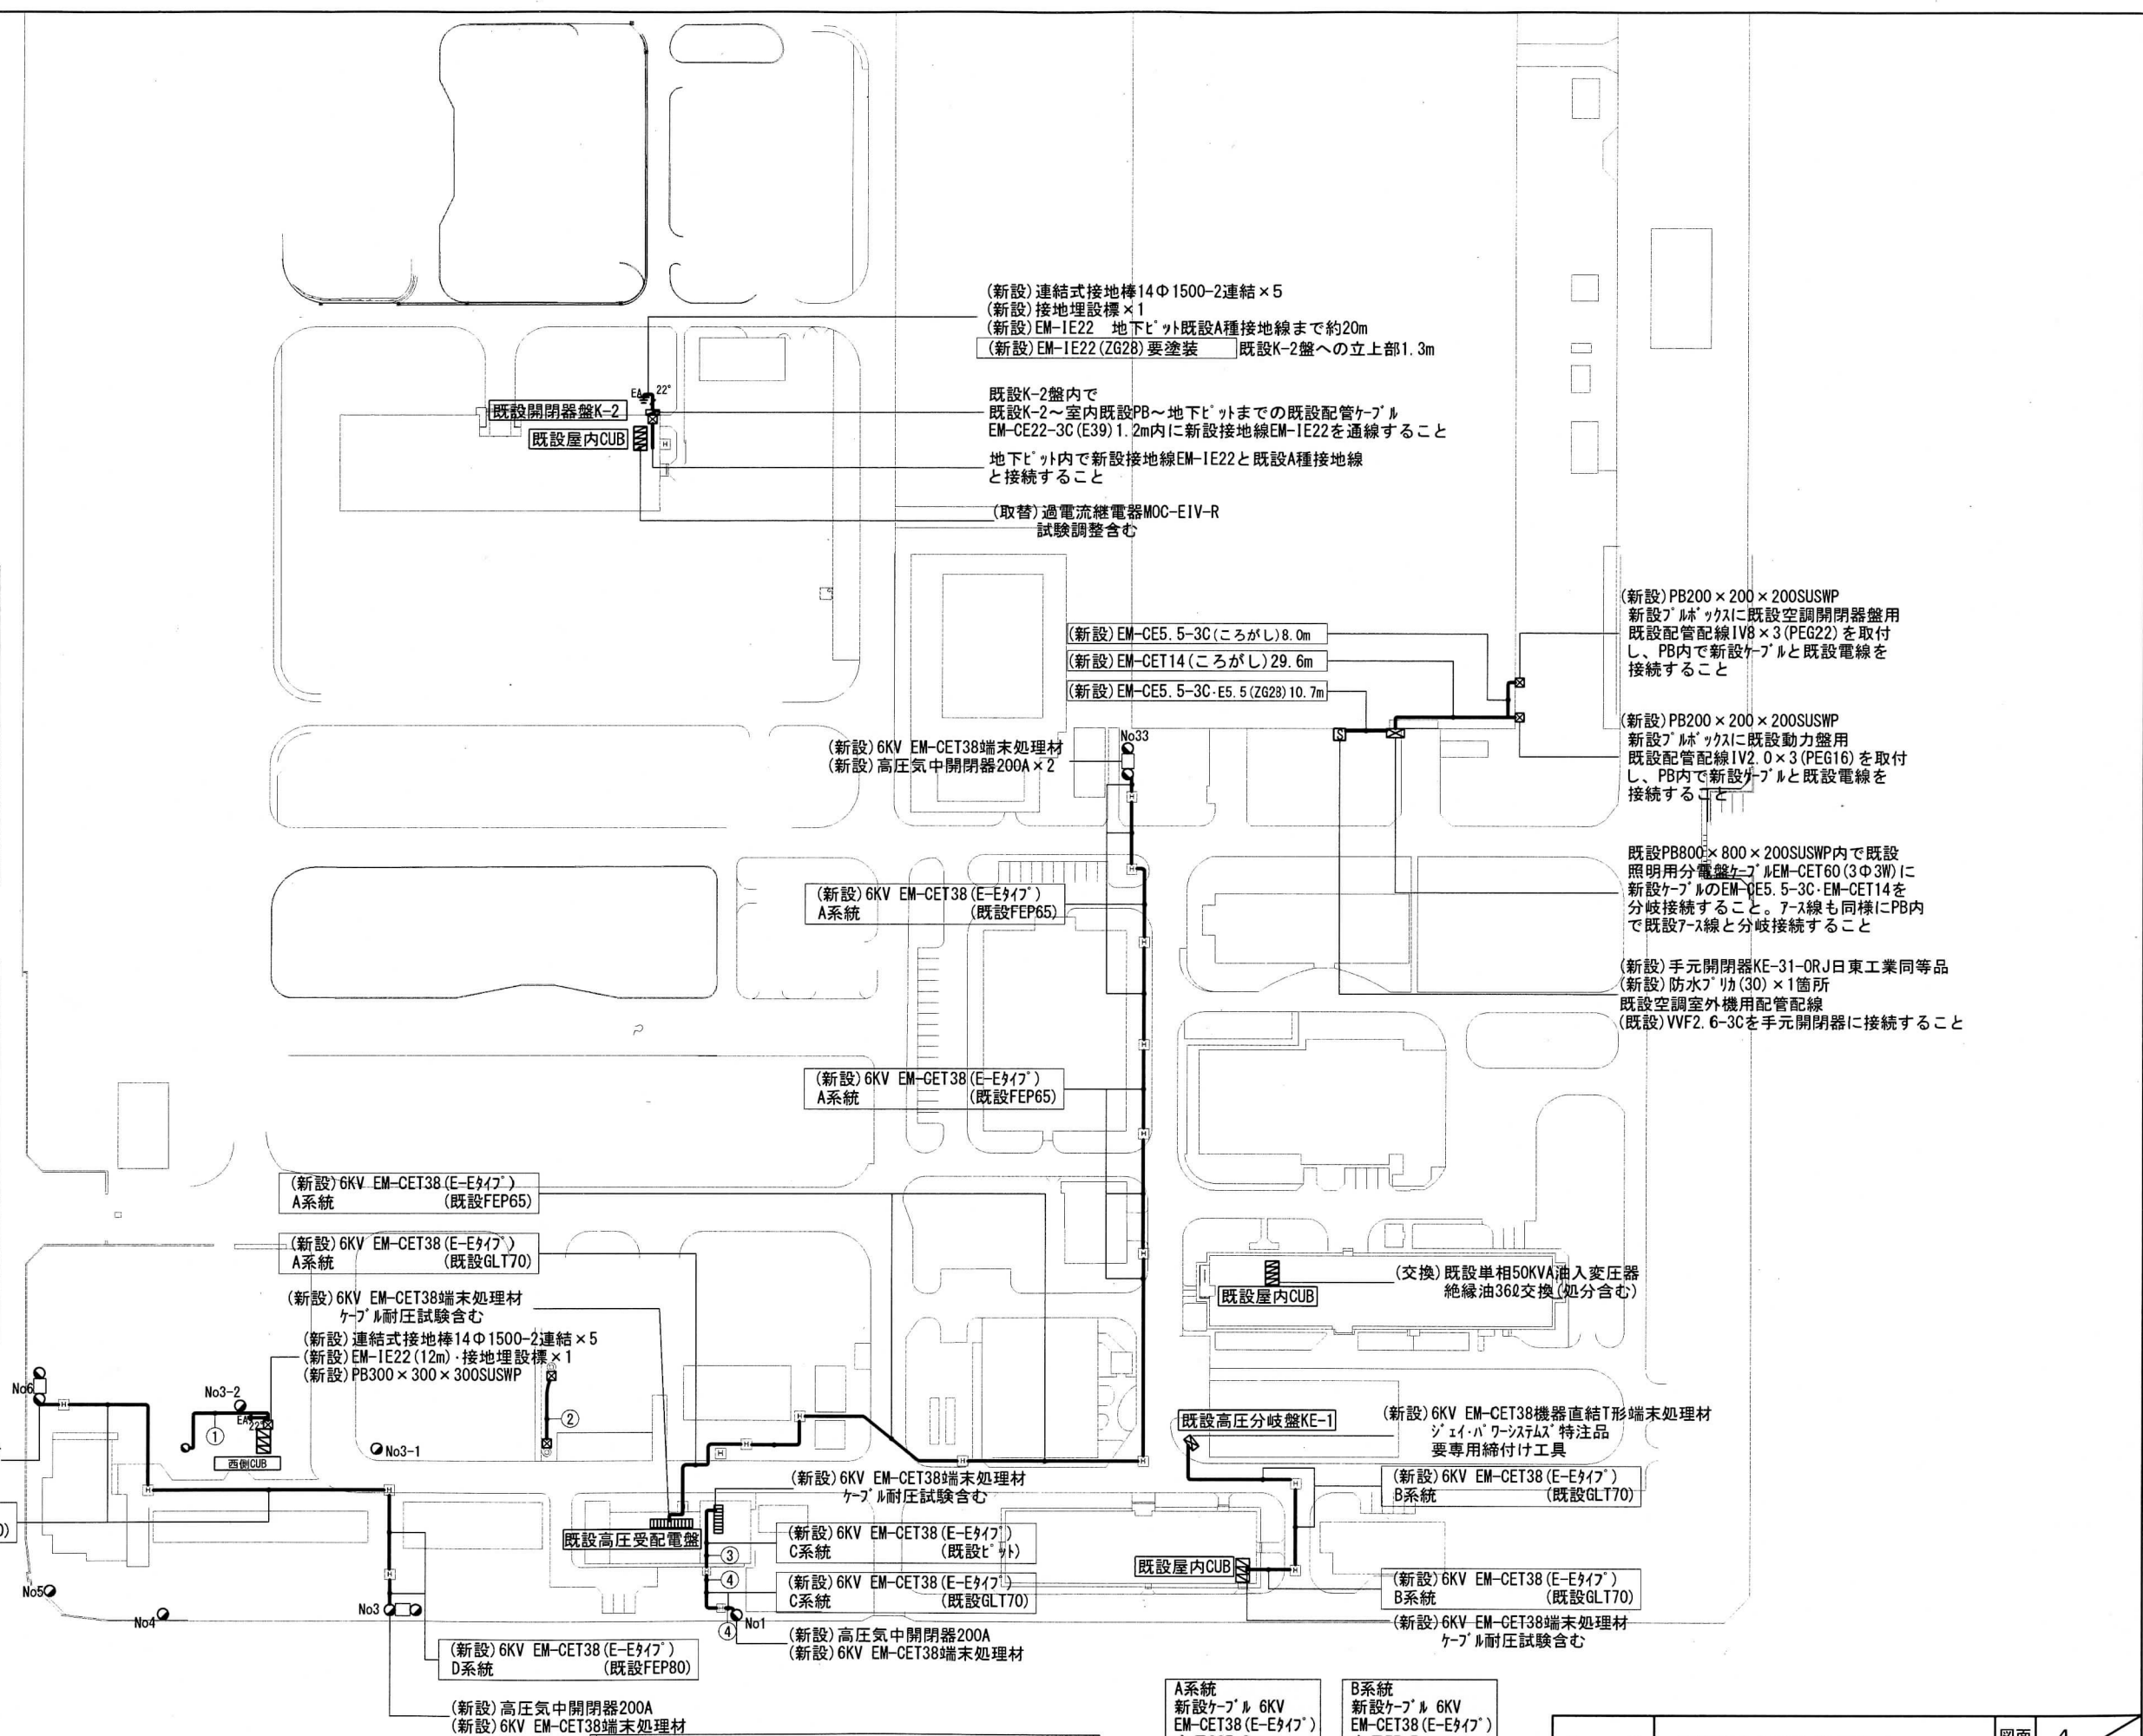 (新設)連結式接地棒14Φ1500-2連結×5
(新設)接地埋設標×1
(新設)EM-IE22 地下ピット既設A種接地線まで約20m
(新設)EM-IE22(ZG28)要塗装 既設K-2盤への立上部1.3m
EA 22°
既設開閉器盤K-2
既設屋内CUB
H
既設K-2盤内で
既設K-2～室内既設PB～地下ピットまでの既設配管ケーブル
EM-CE22-3C(E39)1.2m内に新設接地線EM-IE22を通線すること
地下ピット内で新設接地線EM-IE22と既設A種接地線
と接続すること
(取替)過電流継電器MOC-EIV-R
試験調整含む
(新設)PB200×200×200SUSWP
新設プルボックスに既設空調開閉器盤用
既設配管配線IV8×3(PEG22)を取付
し、PB内で新設ケーブルと既設電線を
接続すること
(新設)EM-CE5.5-3C(ころがし)8.0m
(新設)EM-CET14(ころがし)29.6m
(新設)EM-CE5.5-3C･E5.5(ZG28)10.7m
S
(新設)PB200×200×200SUSWP
新設プルボックスに既設動力盤用
既設配管配線IV2.0×3(PEG16)を取付
し、PB内で新設ケーブルと既設電線を
接続すること
No33
(新設)6KV EM-CET38端末処理材
(新設)高圧気中開閉器200A×2
H
H
既設PB800×800×200SUSWP内で既設
照明用分電盤ケーブルEM-CET60(3Φ3W)に
新設ケーブルのEM-CE5.5-3C･EM-CET14を
分岐接続すること。アース線も同様にPB内
で既設アース線と分岐接続すること
(新設)6KV EM-CET38(E-Eタイプ)
A系統 (既設FEP65)
H
(新設)手元開閉器KE-31-0RJ日東工業同等品
(新設)防水プリカ(30)×1箇所
既設空調室外機用配管配線
(既設)VVF2.6-3Cを手元開閉器に接続すること
H
(新設)6KV EM-CET38(E-Eタイプ)
A系統 (既設FEP65)
H
(新設)6KV EM-CET38(E-Eタイプ)
A系統 (既設FEP65)
(新設)6KV EM-CET38(E-Eタイプ)
A系統 (既設GLT70)
H
(交換)既設単相50KVA油入変圧器
絶縁油36ℓ交換(処分含む)
既設屋内CUB
(新設)6KV EM-CET38端末処理材
ケーブル耐圧試験含む
(新設)連結式接地棒14Φ1500-2連結×5
(新設)EM-IE22(12m)･接地埋設標×1
(新設)PB300×300×300SUSWP
No6
H
No3-2
EA 22°
①
西側CUB
②
No3-1
H
H
H
H
H
既設高圧分岐盤KE-1
(新設)6KV EM-CET38機器直結T形端末処理材
ジェイ･パワーシステムズ特注品
要専用締付け工具
(新設)6KV EM-CET38(E-Eタイプ)
B系統 (既設GLT70)
H
H
H
(新設)6KV EM-CET38端末処理材
ケーブル耐圧試験含む
既設高圧受配電盤
(新設)6KV EM-CET38(E-Eタイプ)
C系統 (既設ピット)
③
H
④
(新設)6KV EM-CET38(E-Eタイプ)
C系統 (既設GLT70)
既設屋内CUB
H
(新設)6KV EM-CET38(E-Eタイプ)
B系統 (既設GLT70)
(新設)6KV EM-CET38端末処理材
ケーブル耐圧試験含む
No5
No4
H
No3
H
④
No1
(新設)高圧気中開閉器200A
(新設)6KV EM-CET38端末処理材
(新設)6KV EM-CET38(E-Eタイプ)
D系統 (既設FEP80)
(新設)高圧気中開閉器200A
(新設)6KV EM-CET38端末処理材
A系統
新設ケーブル 6KV
EM-CET38(E-Eタイプ)
B系統
新設ケーブル 6KV
EM-CET38(E-Eタイプ)
図面